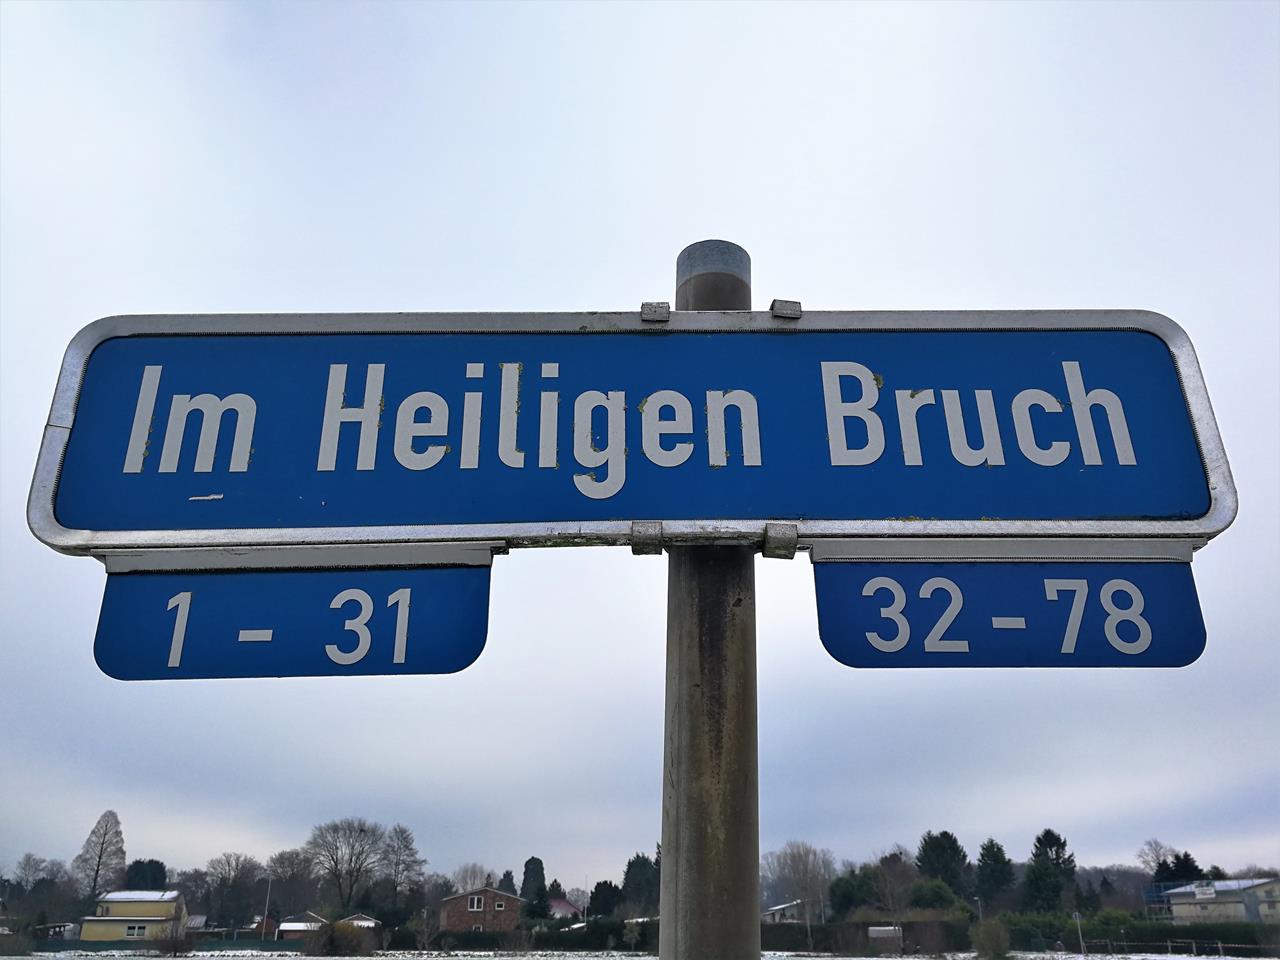 Im Heiligen Bruch
1 - 31
32 - 78